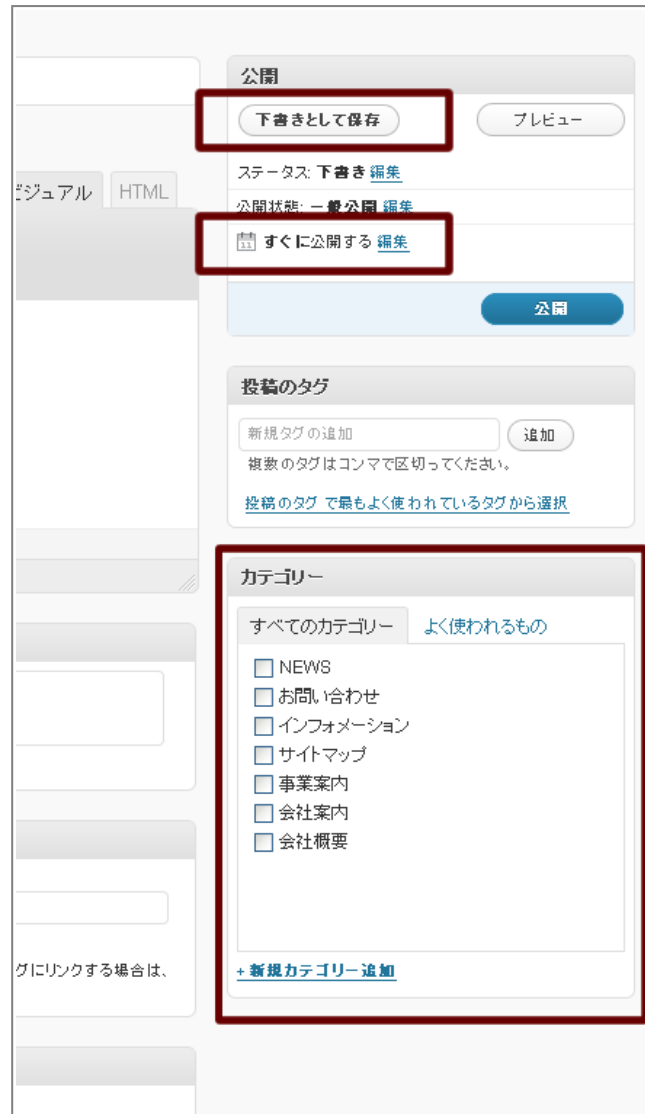 公開
下書きとして保存 プレビュー
ステータス: 下書き 編集
公開状態: 一般公開 編集
11 すぐに公開する 編集
公開
ビジュアル HTML
投稿のタグ
新規タグの追加 追加
複数のタグはコンマで区切ってください。
投稿のタグ で最もよく使われているタグから選択
カテゴリー
すべてのカテゴリー よく使われるもの
NEWS
お問い合わせ
インフォメーション
サイトマップ
事業案内
会社案内
会社概要
グにリンクする場合は、
+ 新規カテゴリー追加